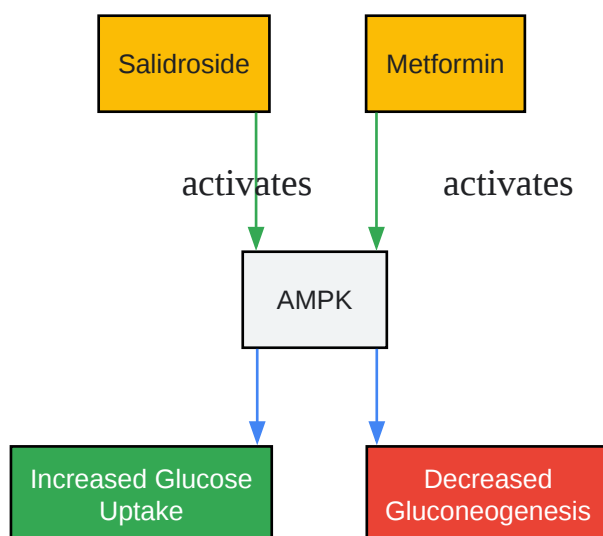 Salidroside
Metformin
activates
activates
AMPK
Increased Glucose
Uptake
Decreased
Gluconeogenesis